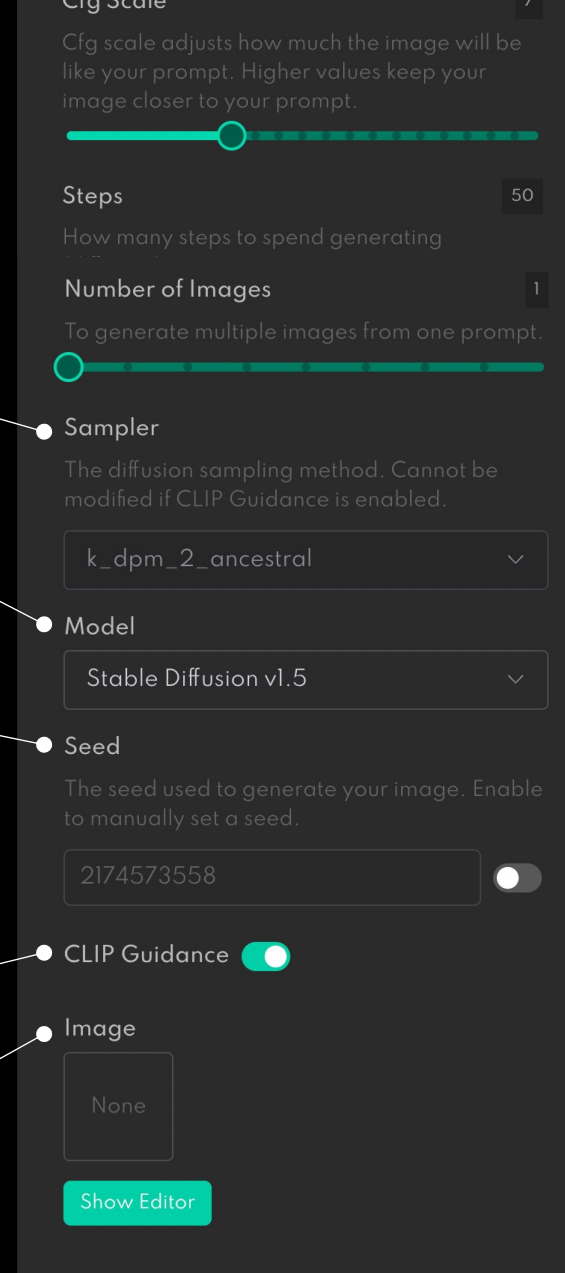 Cfg Scale
7
Cfg scale adjusts how much the image will be
like your prompt. Higher values keep your
image closer to your prompt.
Steps
50
How many steps to spend generating
Number of Images
1
To generate multiple images from one prompt.
Sampler
The diffusion sampling method. Cannot be
modified if CLIP Guidance is enabled.
k_dpm_2_ancestral
Model
Stable Diffusion v1.5
Seed
The seed used to generate your image. Enable
to manually set a seed.
2174573558
CLIP Guidance
Image
None
Show Editor